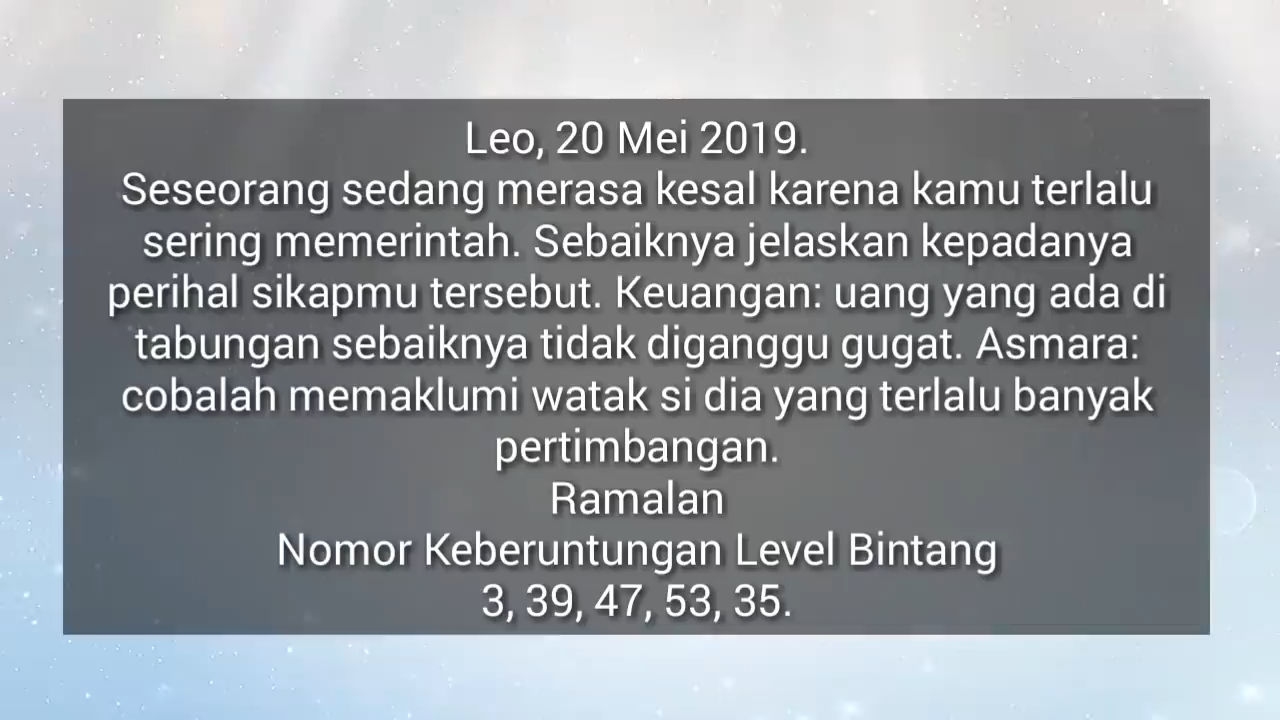 Leo, 20 Mei 2019.
Seseorang sedang merasa kesal karena kamu terlalu
sering memerintah. Sebaiknya jelaskan kepadanya
perihal sikapmu tersebut. Keuangan: uang yang ada di
tabungan sebaiknya tidak diganggu gugat. Asmara:
cobalah memaklumi watak si dia yang terlalu banyak
pertimbangan.
Ramalan
Nomor Keberuntungan Level Bintang
3, 39, 47, 53, 35.